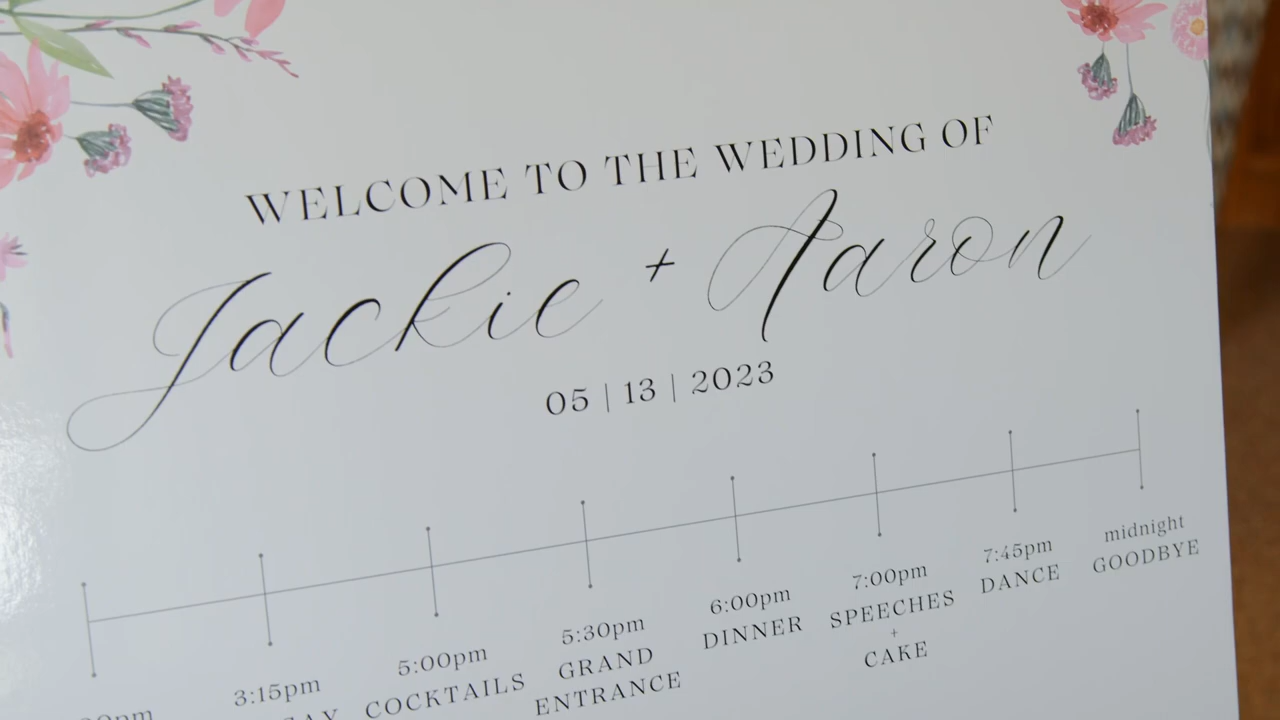 WELCOME TO THE WEDDING OF
Jackie + Aaron
05 | 13 | 2023
3:15pm
5:00pm
COCKTAILS
5:30pm
GRAND
ENTRANCE
6:00pm
DINNER
7:00pm
SPEECHES
+
CAKE
7:45pm
DANCE
midnight
GOODBYE